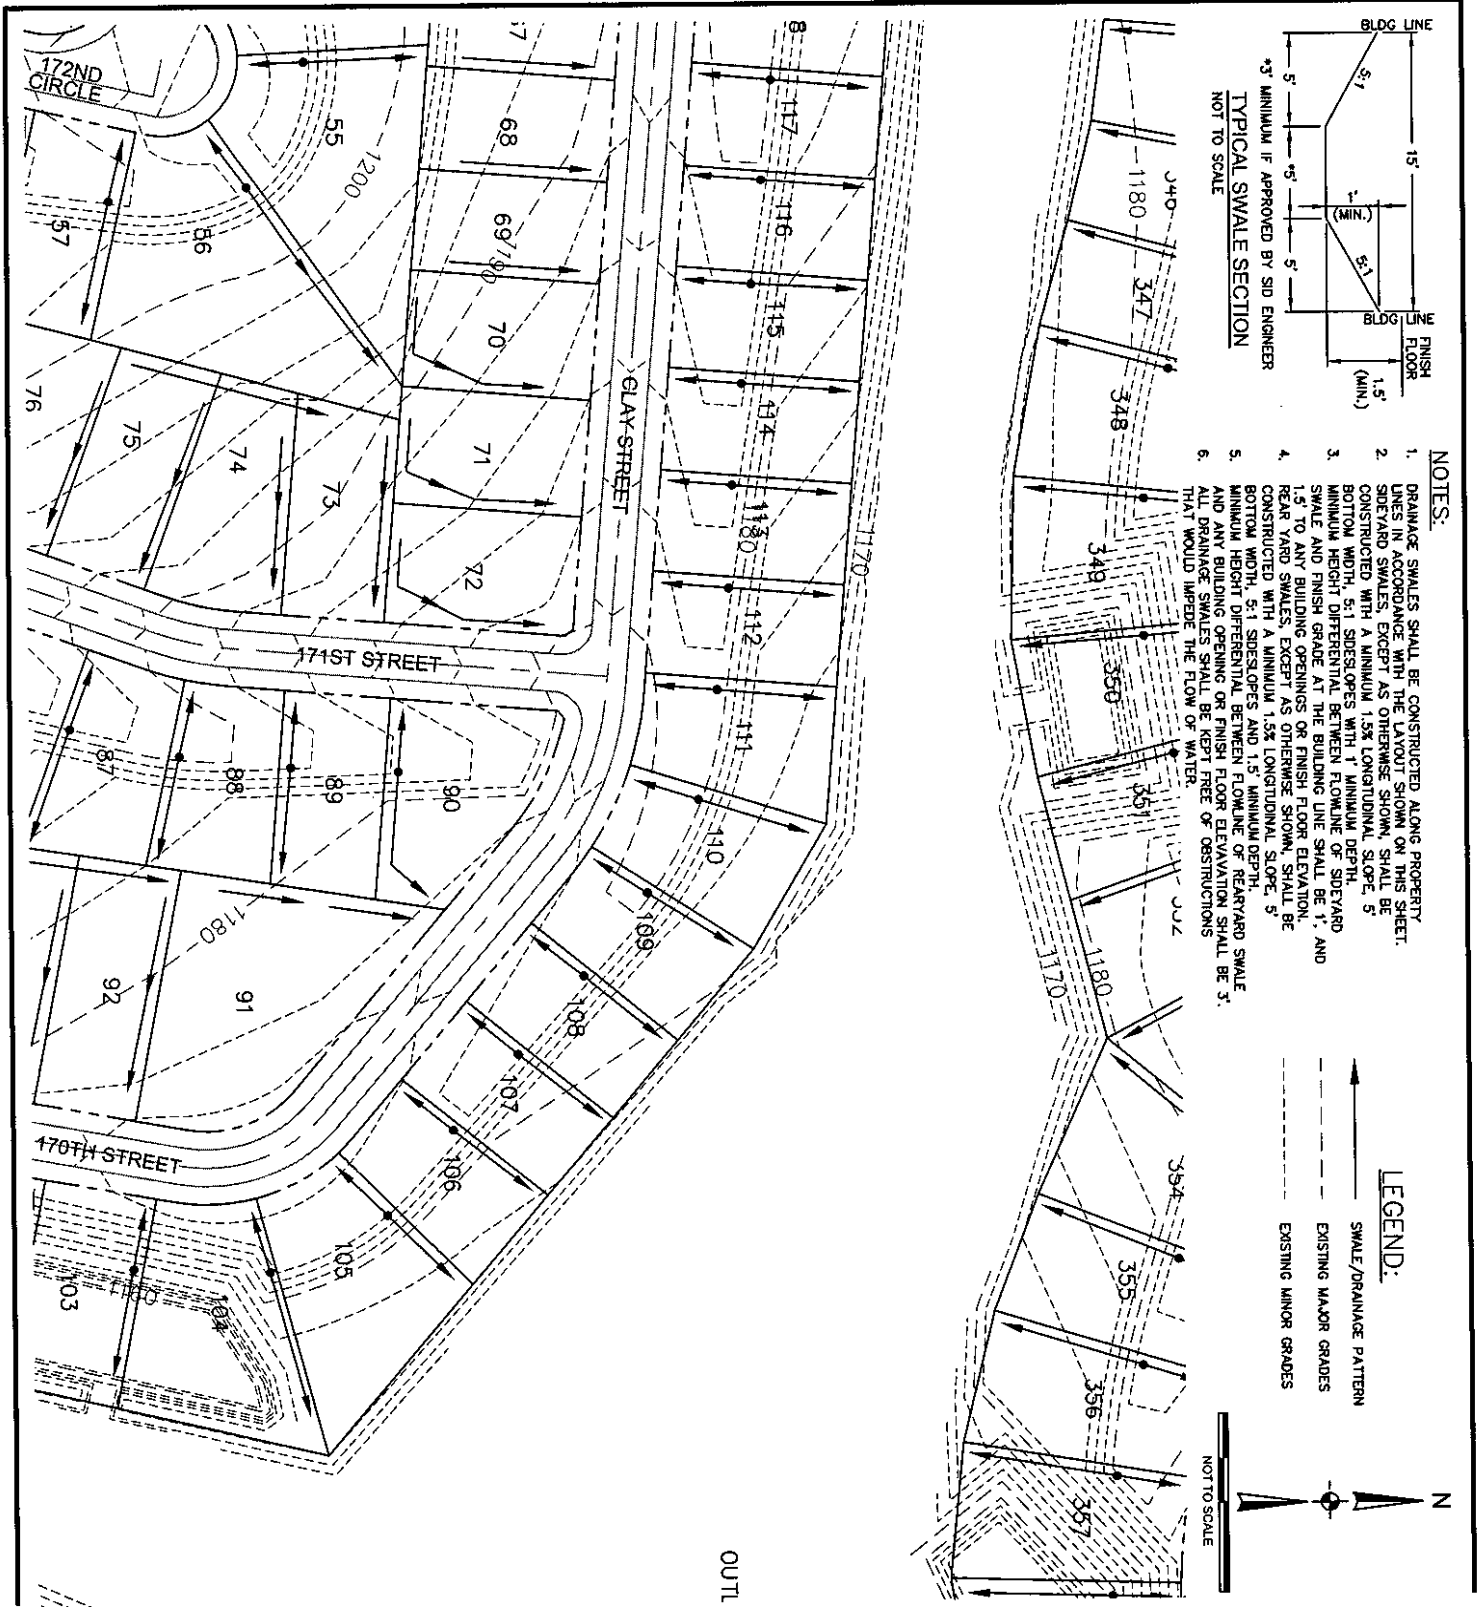 BLDG LINE
15'
5'
*5'
5'
5:1
5:1
1'
(MIN.)
BLDG LINE
FINISH
FLOOR
1.5'
(MIN.)
*3' MINIMUM IF APPROVED BY SID ENGINEER
TYPICAL SWALE SECTION
NOT TO SCALE
NOTES:
1. DRAINAGE SWALES SHALL BE CONSTRUCTED ALONG PROPERTY
LINES IN ACCORDANCE WITH THE LAYOUT SHOWN ON THIS SHEET.
2. SIDEYARD SWALES, EXCEPT AS OTHERWISE SHOWN, SHALL BE
CONSTRUCTED WITH A MINIMUM 1.5% LONGITUDINAL SLOPE, 5'
BOTTOM WIDTH, 5:1 SIDESLOPES WITH 1' MINIMUM DEPTH.
3. MINIMUM HEIGHT DIFFERENTIAL BETWEEN FLOWLINE OF SIDEYARD
SWALE AND FINISH GRADE AT THE BUILDING LINE SHALL BE 1', AND
1.5' TO ANY BUILDING OPENINGS OR FINISH FLOOR ELEVATION.
4. REAR YARD SWALES, EXCEPT AS OTHERWISE SHOWN, SHALL BE
CONSTRUCTED WITH A MINIMUM 1.5% LONGITUDINAL SLOPE, 5'
BOTTOM WIDTH, 5:1 SIDESLOPES AND 1.5' MINIMUM DEPTH.
5. MINIMUM HEIGHT DIFFERENTIAL BETWEEN FLOWLINE OF REARYARD SWALE
AND ANY BUILDING OPENING OR FINISH FLOOR ELEVATION SHALL BE 3'.
6. ALL DRAINAGE SWALES SHALL BE KEPT FREE OF OBSTRUCTIONS
THAT WOULD IMPEDE THE FLOW OF WATER.
LEGEND:
SWALE/DRAINAGE PATTERN
EXISTING MAJOR GRADES
EXISTING MINOR GRADES
N
NOT TO SCALE
1180
347
348
349
350
351
1180
1170
354
355
356
357
OUTL
8
117
116
115
114
113
1180
1170
112
111
110
109
108
107
106
105
104
1180
103
CLAY STREET
171ST STREET
170TH STREET
172ND
CIRCLE
55
1200
56
57
68
69
1190
70
71
72
73
74
75
76
87
88
89
90
1180
91
92